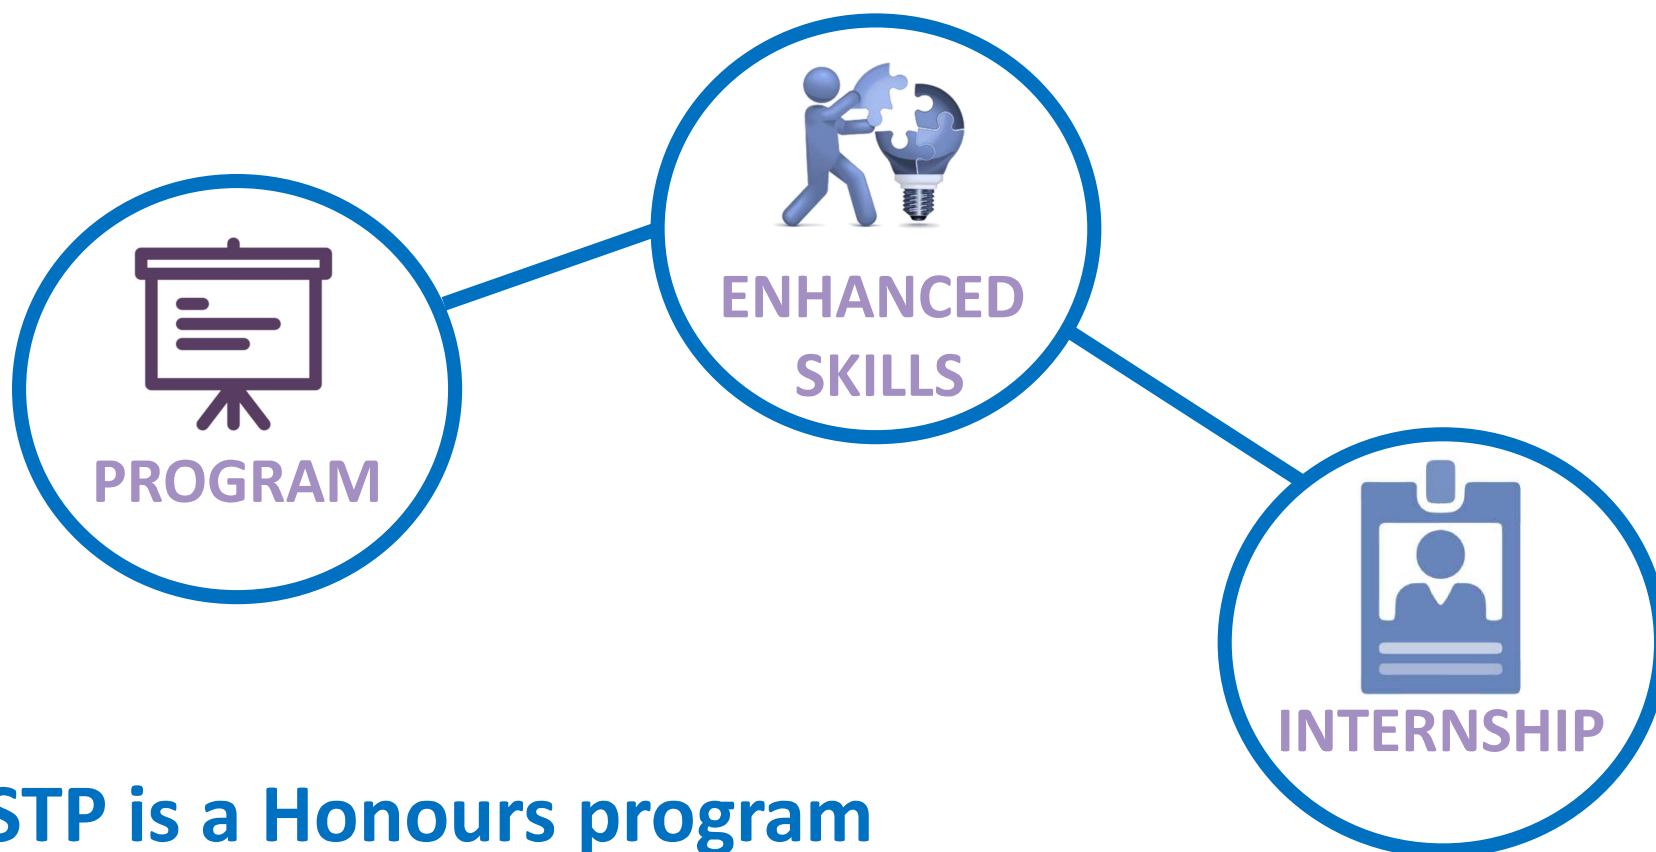 ENHANCED
SKILLS
PROGRAM
INTERNSHIP
STP is a Honours program